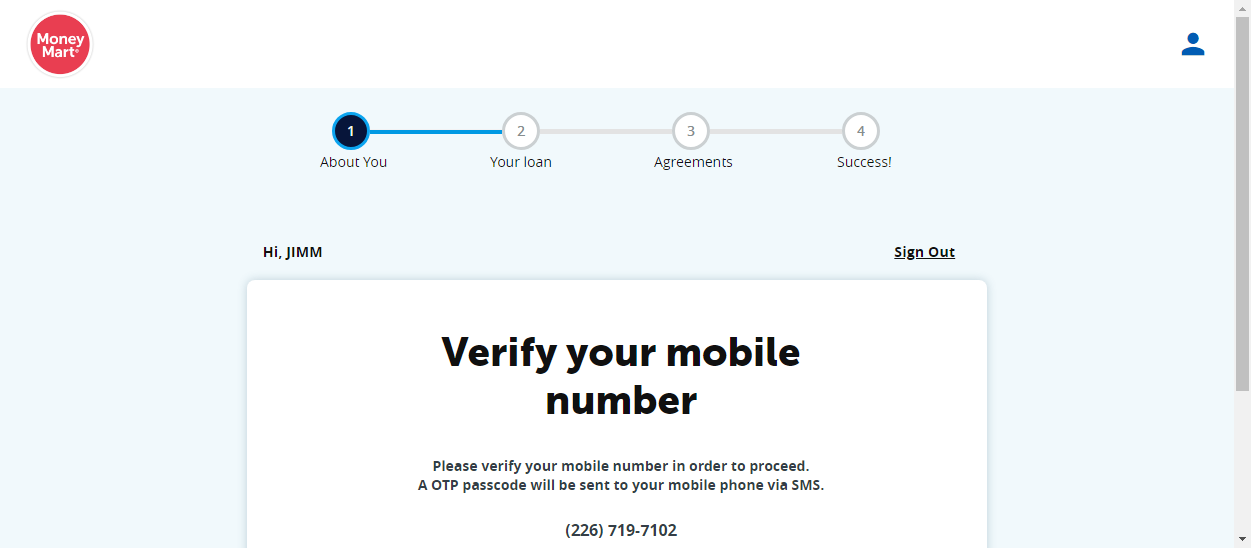 Money
Mart®
1
2
3
4
About You
Your loan
Agreements
Success!
Hi, JIMM
Sign Out
Verify your mobile
number
Please verify your mobile number in order to proceed.
A OTP passcode will be sent to your mobile phone via SMS.
(226) 719-7102